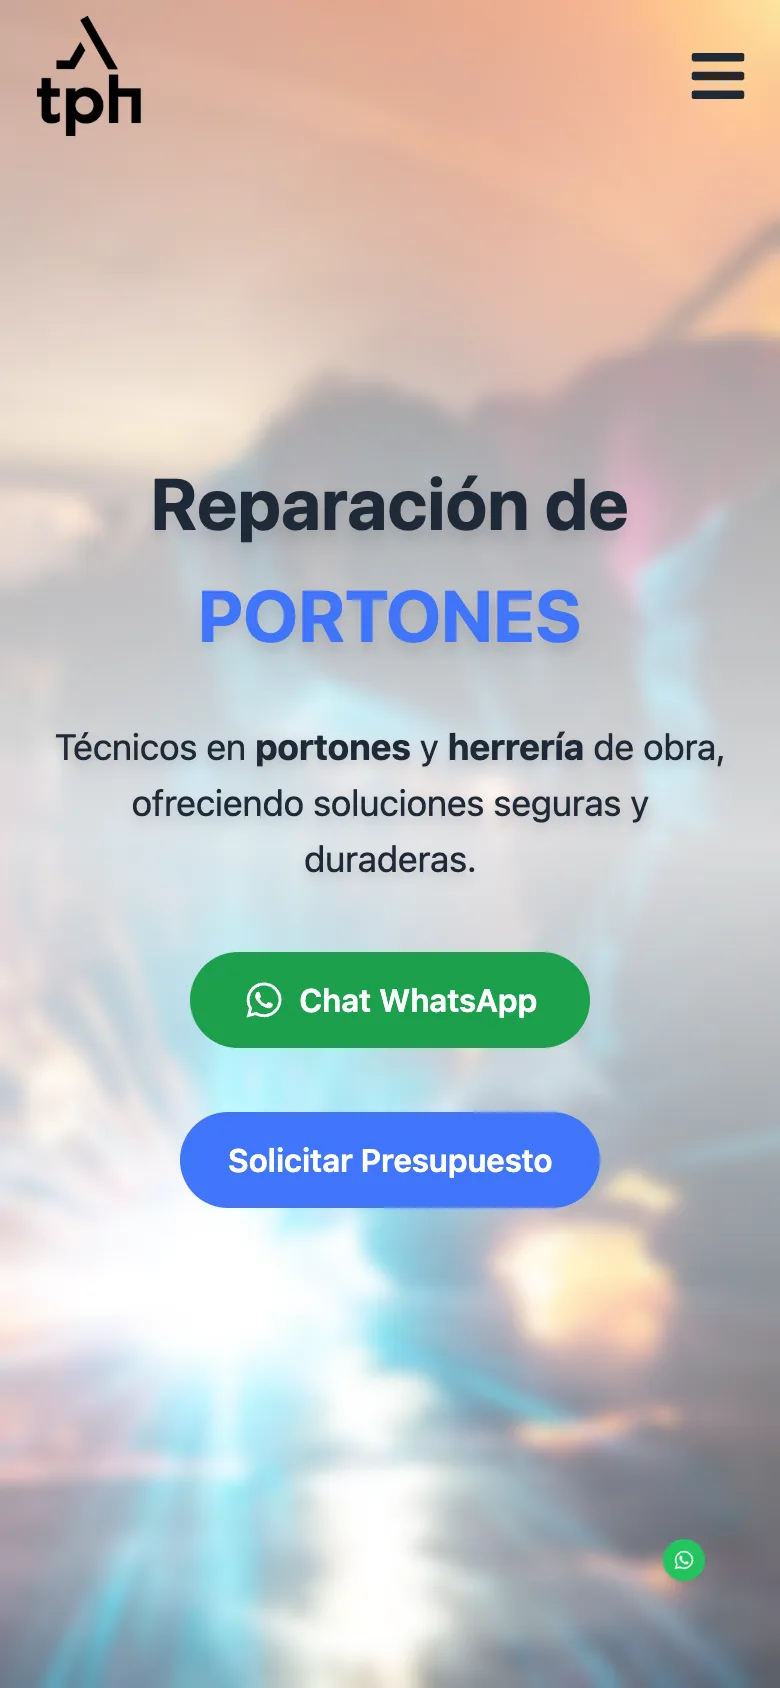 tph
Reparación de
PORTONES
Técnicos en portones y herrería de obra,
ofreciendo soluciones seguras y
duraderas.
Chat WhatsApp
Solicitar Presupuesto